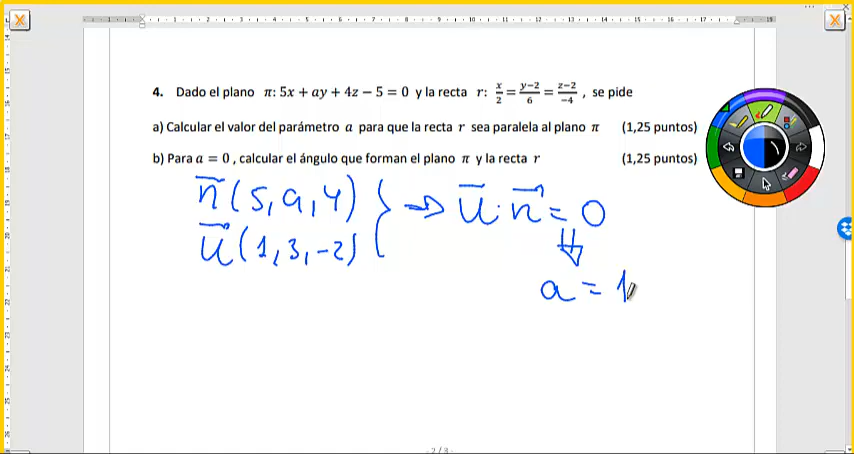 4. Dado el plano π: 5x + ay + 4z − 5 = 0 y la recta r: x/2 = y−2/6 = z−2/−4 , se pide
a) Calcular el valor del parámetro a para que la recta r sea paralela al plano π (1,25 puntos)
b) Para a = 0 , calcular el ángulo que forman el plano π y la recta r (1,25 puntos)
n⃗ (5, a, 4) } → u⃗ · n⃗ = 0
u⃗ (1, 3, -2)
⇓
a = 1
- 2 / 3 -